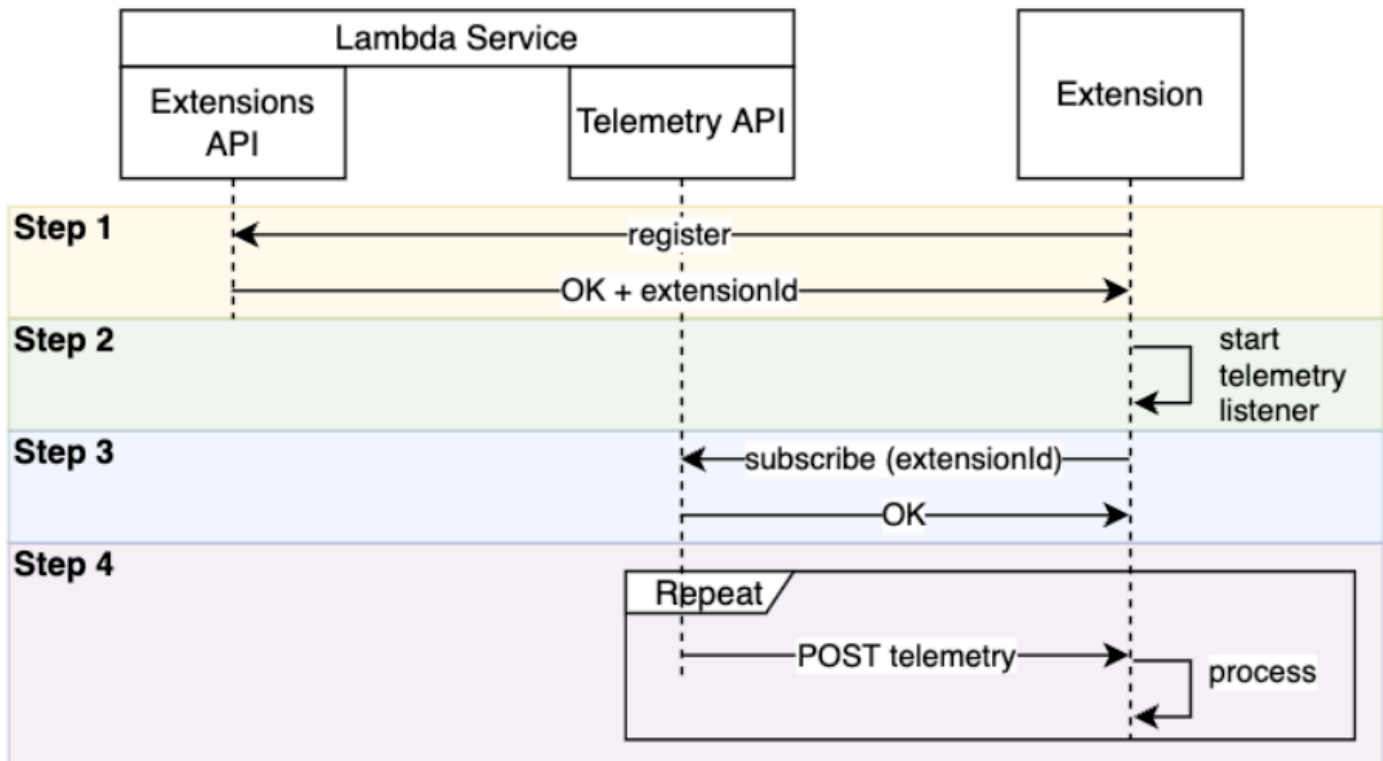 Lambda Service
Extensions
API
Telemetry API
Extension
Step 1
register
OK + extensionId
Step 2
start
telemetry
listener
Step 3
subscribe (extensionId)
OK
Step 4
Repeat
POST telemetry
process